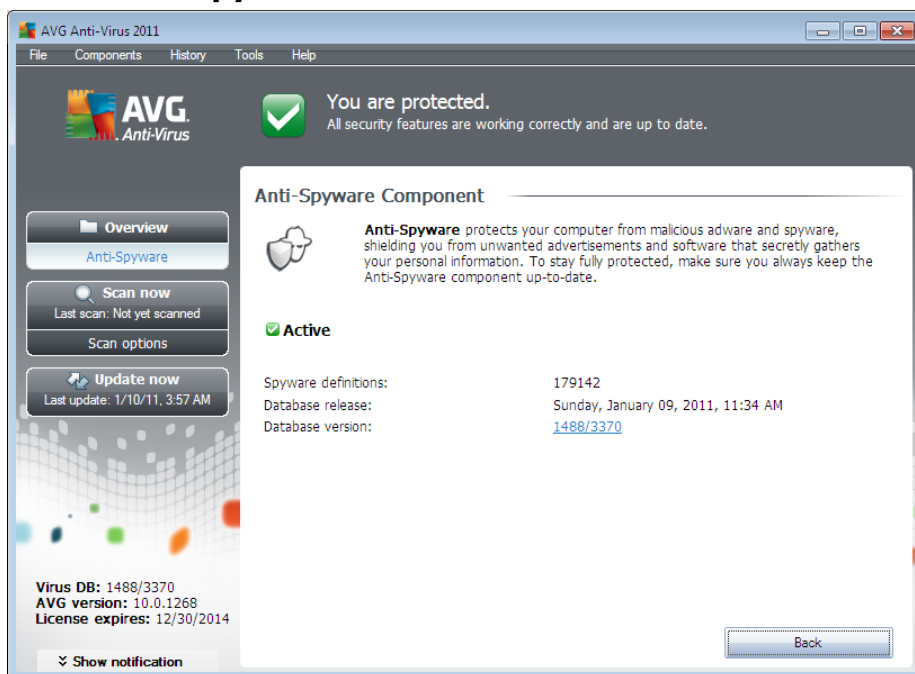 AVG Anti-Virus 2011
File Components History Tools Help
AVG.
Anti-Virus
You are protected.
All security features are working correctly and are up to date.
Anti-Spyware Component
Overview
Anti-Spyware
Anti-Spyware protects your computer from malicious adware and spyware,
shielding you from unwanted advertisements and software that secretly gathers
your personal information. To stay fully protected, make sure you always keep the
Anti-Spyware component up-to-date.
Scan now
Last scan: Not yet scanned
Scan options
Active
Update now
Last update: 1/10/11, 3:57 AM
Spyware definitions: 179142
Database release: Sunday, January 09, 2011, 11:34 AM
Database version: 1488/3370
Virus DB: 1488/3370
AVG version: 10.0.1268
License expires: 12/30/2014
Back
Show notification